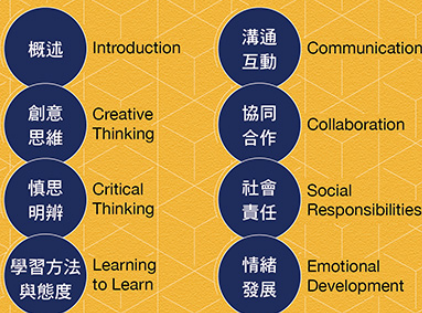 概述
Introduction
創意
思維
Creative
Thinking
慎思
明辨
Critical
Thinking
學習方法
與態度
Learning
to Learn
溝通
互動
Communication
協同
合作
Collaboration
社會
責任
Social
Responsibilities
情緒
發展
Emotional
Development